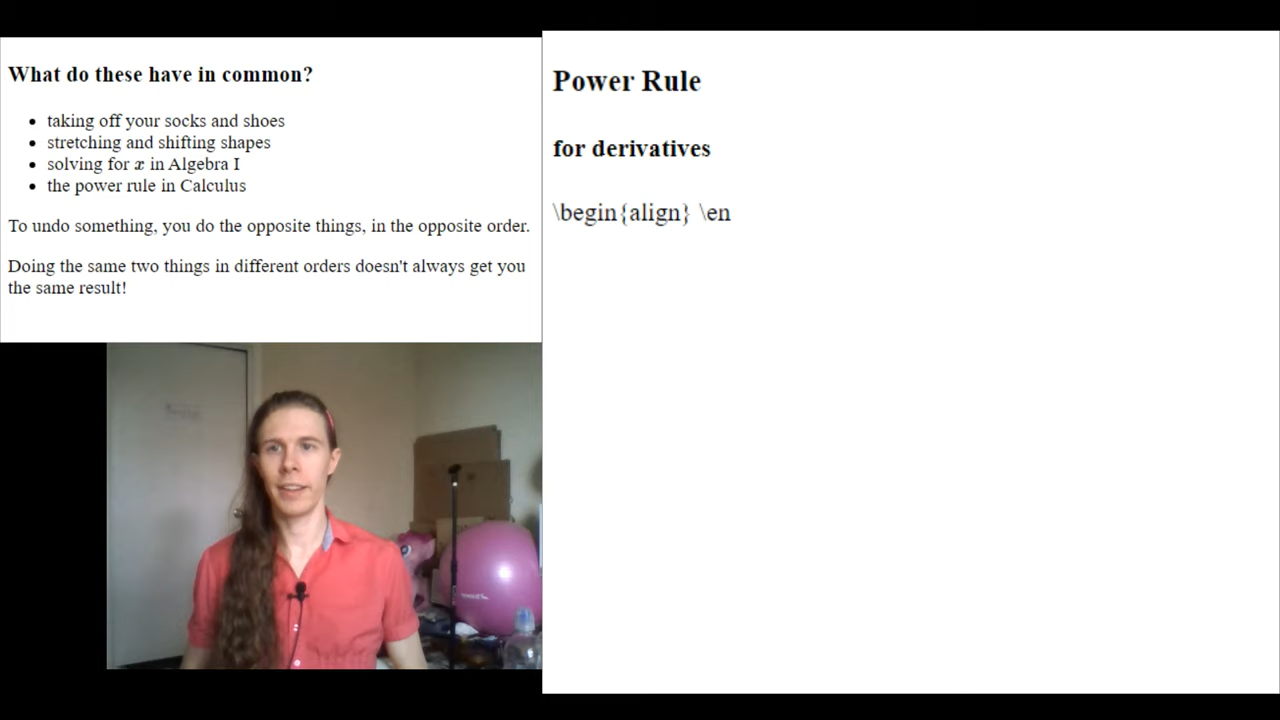 What do these have in common?
taking off your socks and shoes
stretching and shifting shapes
solving for x in Algebra I
the power rule in Calculus
To undo something, you do the opposite things, in the opposite order.
Doing the same two things in different orders doesn't always get you
the same result!
Power Rule
for derivatives
\begin{align} \en